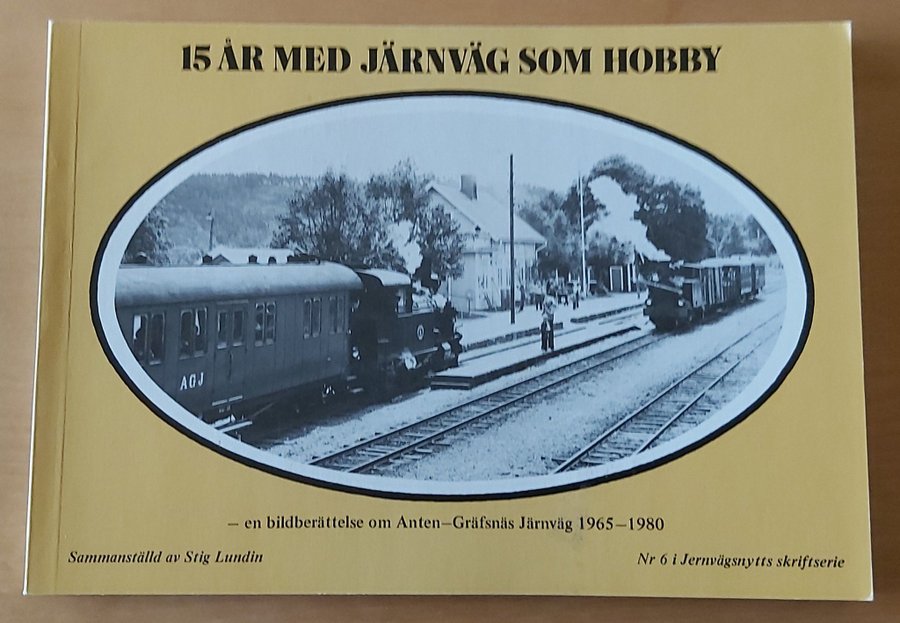 15 ÅR MED JÄRNVÄG SOM HOBBY
AGJ
– en bildberättelse om Anten–Gräfsnäs Järnväg 1965–1980
Sammanställd av Stig Lundin
Nr 6 i Jernvägsnytts skriftserie